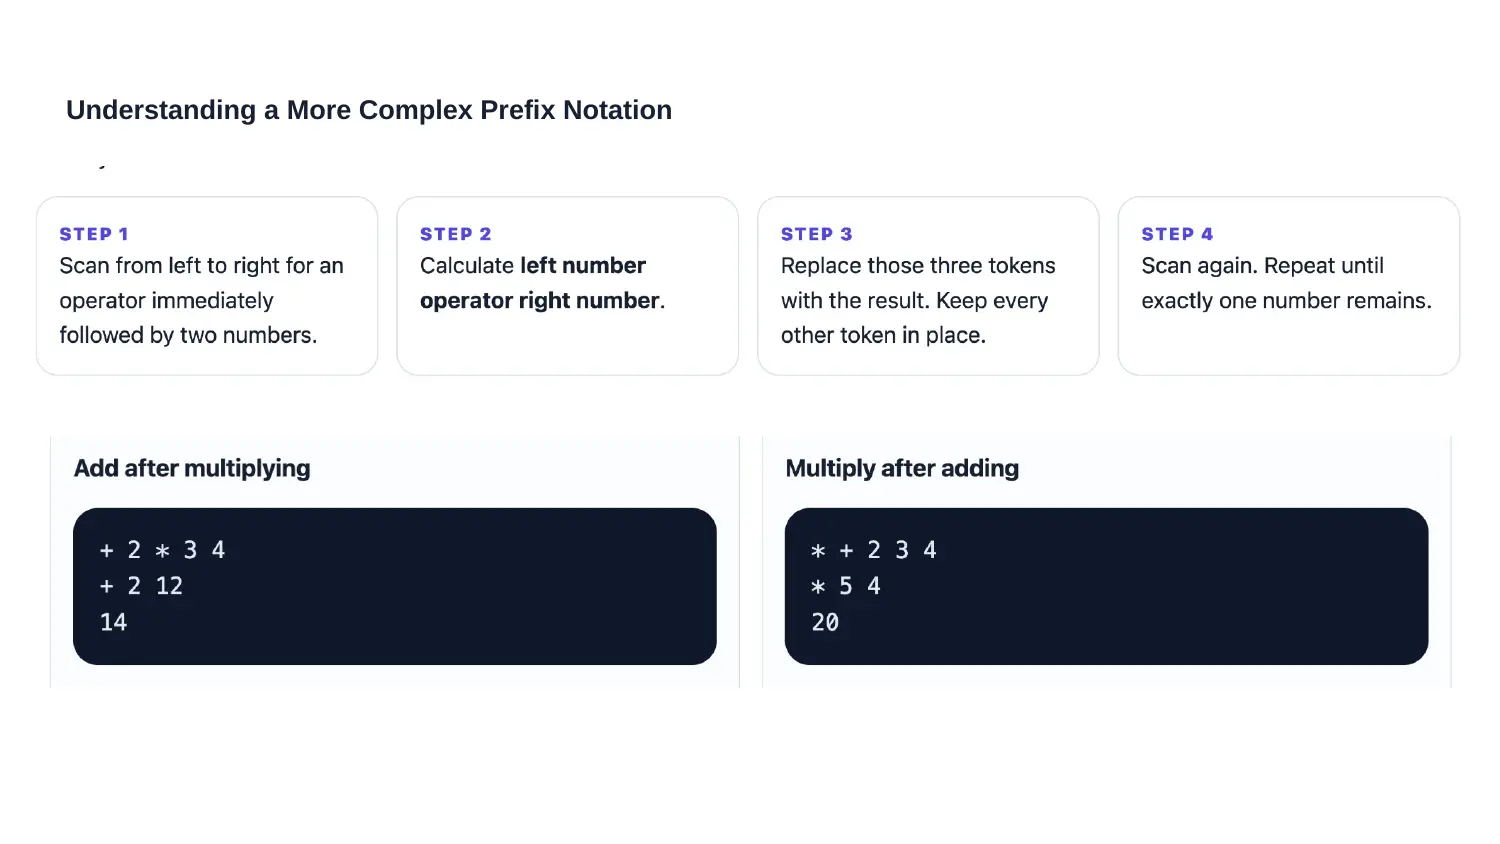 Understanding a More Complex Prefix Notation
STEP 1
Scan from left to right for an
operator immediately
followed by two numbers.
STEP 2
Calculate left number
operator right number.
STEP 3
Replace those three tokens
with the result. Keep every
other token in place.
STEP 4
Scan again. Repeat until
exactly one number remains.
Add after multiplying
+ 2 * 3 4
+ 2 12
14
Multiply after adding
* + 2 3 4
* 5 4
20